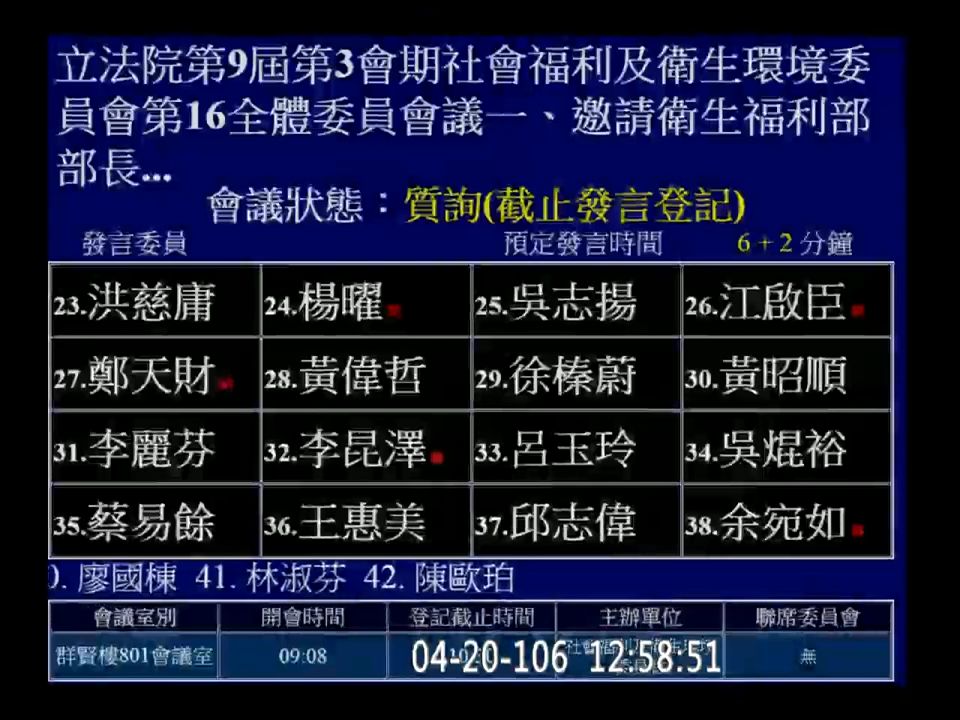 立法院第9屆第3會期社會福利及衛生環境委
員會第16全體委員會議一、邀請衛生福利部
部長...
會議狀態：質詢(截止發言登記)
發言委員 預定發言時間 6+2 分鐘
23.洪慈庸 24.楊曜 25.吳志揚 26.江啟臣
27.鄭天財 28.黃偉哲 29.徐榛蔚 30.黃昭順
31.李麗芬 32.李昆澤 33.呂玉玲 34.吳焜裕
35.蔡易餘 36.王惠美 37.邱志偉 38.余宛如
0. 廖國棟 41. 林淑芬 42. 陳歐珀
會議室別 開會時間 登記截止時間 主辦單位 聯席委員會
群賢樓801會議室 09:08 無
04-20-106 12:58:51